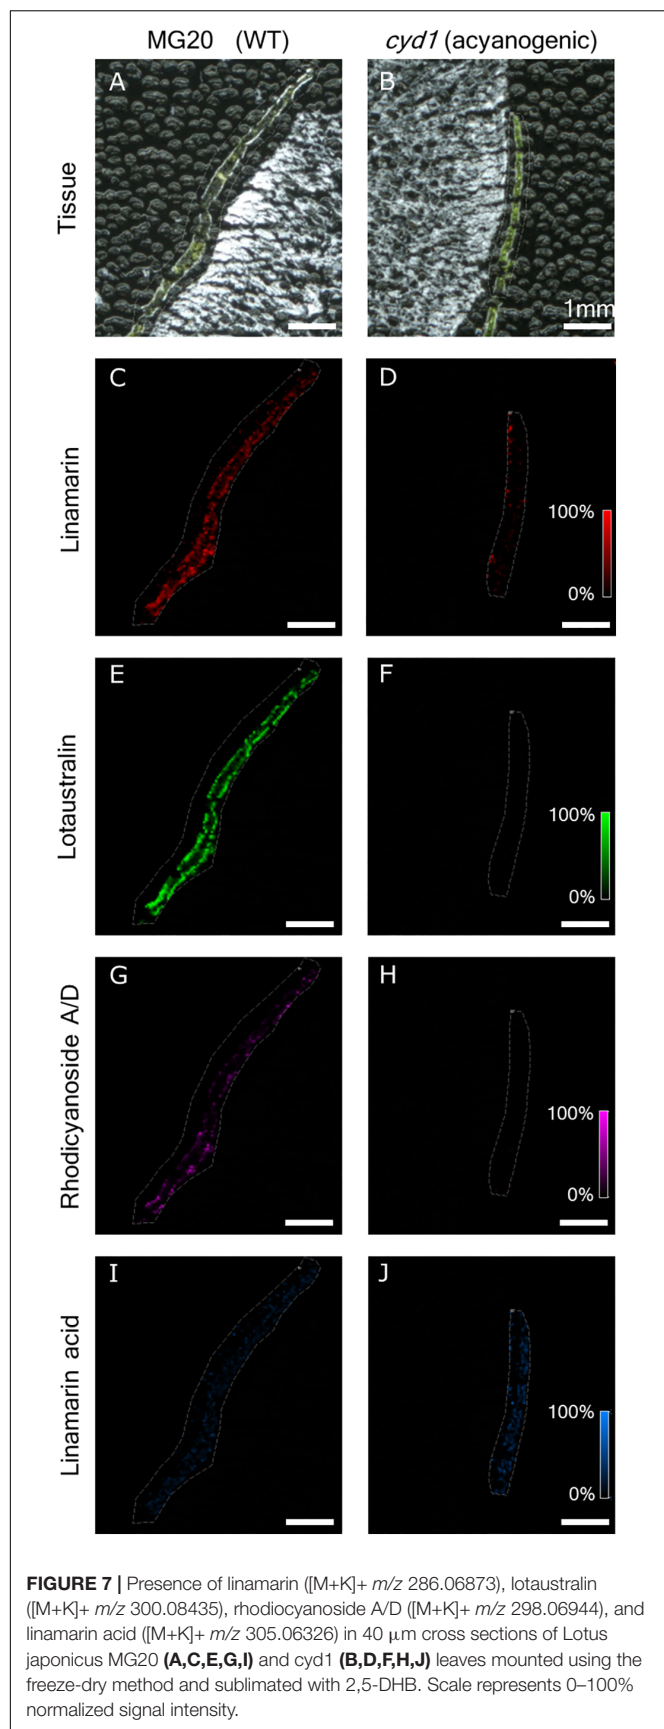 MG20 (WT) cyd1 (acyanogenic)
Tissue
A B
1mm
Linamarin
C D
100%
0%
Lotaustralin
E F
100%
0%
Rhodicyanoside A/D
G H
100%
0%
Linamarin acid
I J
100%
0%
FIGURE 7 | Presence of linamarin ([M+K]+ m/z 286.06873), lotaustralin
([M+K]+ m/z 300.08435), rhodiocyanoside A/D ([M+K]+ m/z 298.06944), and
linamarin acid ([M+K]+ m/z 305.06326) in 40 μm cross sections of Lotus
japonicus MG20 (A,C,E,G,I) and cyd1 (B,D,F,H,J) leaves mounted using the
freeze-dry method and sublimated with 2,5-DHB. Scale represents 0–100%
normalized signal intensity.